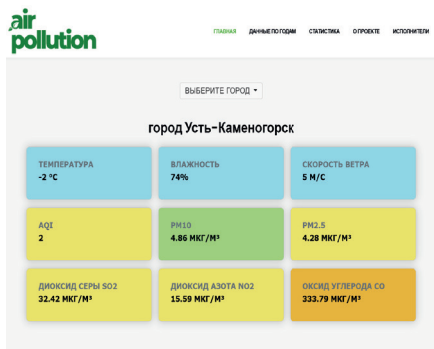 air
pollution
ГЛАВНАЯ ДАННЫЕ ПО ГОДАМ СТАТИСТИКА О ПРОЕКТЕ ИСПОЛНИТЕЛИ
ВЫБЕРИТЕ ГОРОД
город Усть-Каменогорск
ТЕМПЕРАТУРА ВЛАЖНОСТЬ СКОРОСТЬ ВЕТРА
-2 °C 74% 5 М/С
AQI PM10 PM2.5
2 4.86 МКГ/М³ 4.28 МКГ/М³
ДИОКСИД СЕРЫ SO2 ДИОКСИД АЗОТА NO2 ОКСИД УГЛЕРОДА CO
32.42 МКГ/М³ 15.59 МКГ/М³ 333.79 МКГ/М³